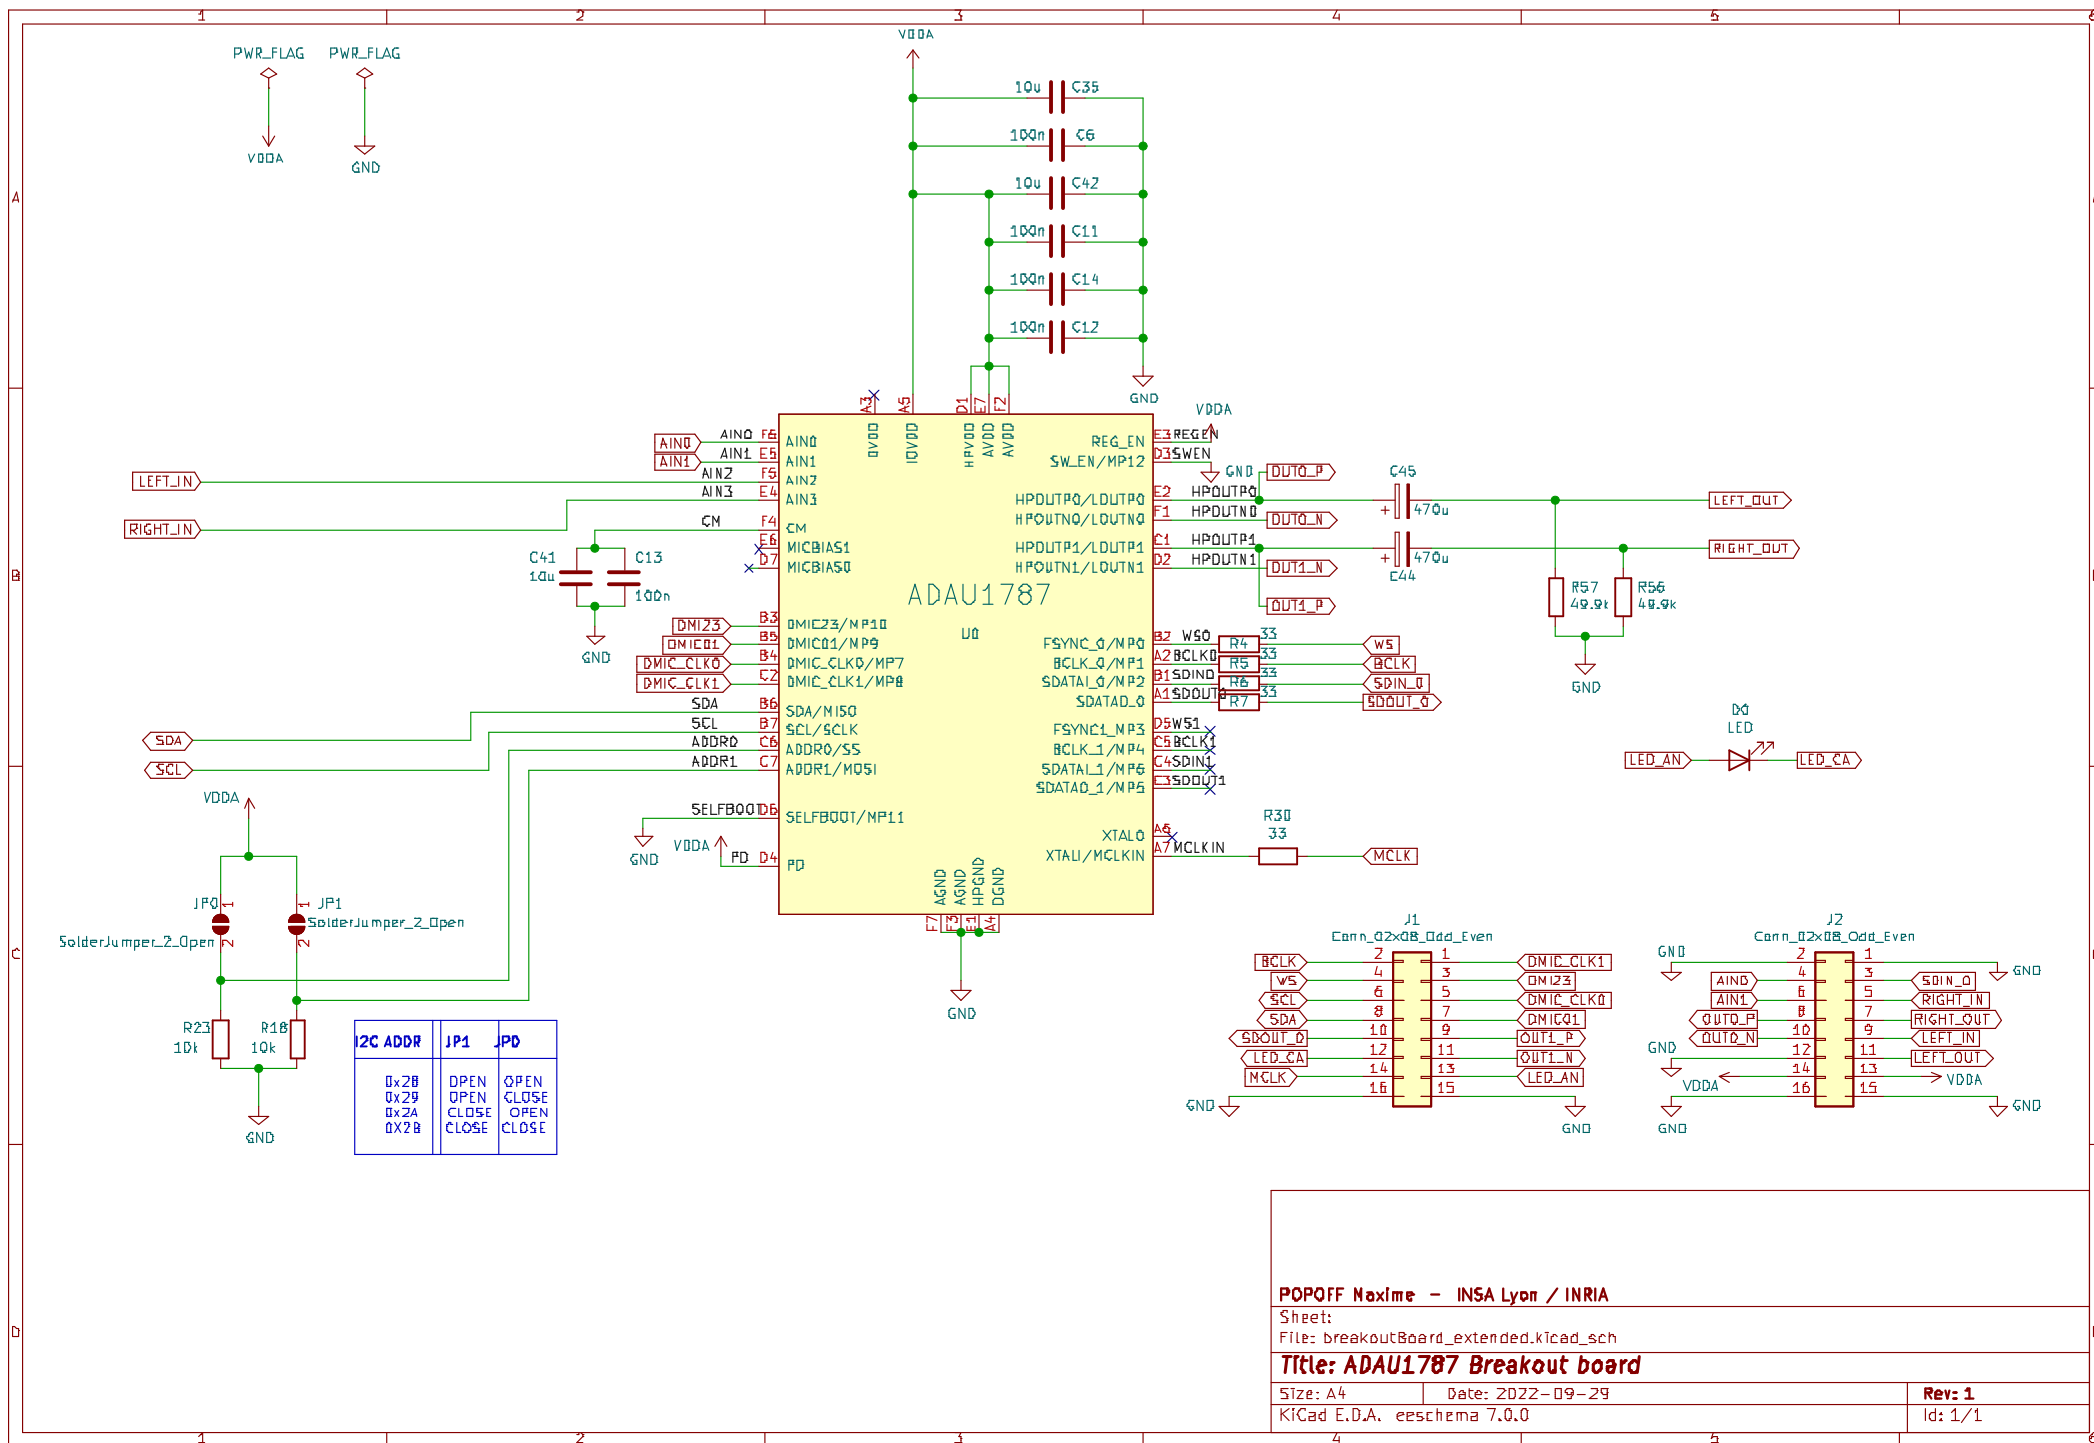 1 2 3 4 5
PWR_FLAG PWR_FLAG
VDDA
GND
VDDA
10u C35
100n C6
10u C42
100n C11
100n C14
100n C12
GND
A
B
C
D
A3 A5 D1 E7 F2
DVDD IOVDD HPVDD AVDD AVDD
AIN0 AIN0 F6 AIN0
AIN1 AIN1 E5 AIN1
LEFT_IN AIN2 F5 AIN2
AIN3 E4 AIN3
RIGHT_IN CM F4 CM
E6 MICBIAS1
D7 MICBIAS0
C41 10u
C13 100n
GND
DMI23 B3 DMIC23/MP10
DMIC01 B5 DMIC01/MP9
DMIC_CLK0 B4 DMIC_CLK0/MP7
DMIC_CLK1 C2 DMIC_CLK1/MP8
SDA SDA B6 SDA/MISO
SCL SCL B7 SCL/SCLK
ADDR0 C6 ADDR0/SS
ADDR1 C7 ADDR1/MOSI
SELFBOOT D6 SELFBOOT/MP11
GND
VDDA PD D4 PD
ADAU1787
U0
AGND AGND HPGND DGND
F7 F3 E1 A4
GND
VDDA
REG_EN E3 REGEN
SW_EN/MP12 D3 SWEN
GND
HPOUTP0/LOUTP0 E2 HPOUTP0
OUT0_P
HPOUTN0/LOUTN0 F1 HPOUTN0 OUT0_N
HPOUTP1/LOUTP1 C1 HPOUTP1
HPOUTN1/LOUTN1 D2 HPOUTN1 OUT1_N
OUT1_P
C45
+ 470u
LEFT_OUT
+ 470u
C44
RIGHT_OUT
R57 49.9k
R56 49.9k
GND
FSYNC_0/MP0 B2 WS0 R4 33 WS
BCLK_0/MP1 A2 BCLK0 R5 33 BCLK
SDATAI_0/MP2 B1 SDIN0 R6 33 SDIN_0
SDATAO_0 A1 SDOUT0 R7 33 SDOUT_0
FSYNC1_MP3 D5 WS1
BCLK_1/MP4 C5 BCLK1
SDATAI_1/MP6 C4 SDIN1
SDATAO_1/MP5 C3 SDOUT1
XTALO A6
XTALI/MCLKIN A7 MCLKIN
R30
33
MCLK
D0
LED
LED_AN LED_CA
VDDA
JP0 1
SolderJumper_2_Open 2
JP1 1
SolderJumper_2_Open 2
R23 10k
R18 10k
GND
I2C ADDR JP1 JP0
0x28 OPEN OPEN
0x29 OPEN CLOSE
0x2A CLOSE OPEN
0X2B CLOSE CLOSE
J1
Conn_02x08_Odd_Even
BCLK 2 1 DMIC_CLK1
WS 4 3 DMI23
SCL 6 5 DMIC_CLK0
SDA 8 7 DMIC01
SDOUT_0 10 9 OUT1_P
LED_CA 12 11 OUT1_N
MCLK 14 13 LED_AN
GND 16 15 GND
J2
Conn_02x08_Odd_Even
GND 2 1 GND
AIN0 4 3 SDIN_0
AIN1 6 5 RIGHT_IN
OUT0_P 8 7 RIGHT_OUT
OUT0_N 10 9 LEFT_IN
GND 12 11 LEFT_OUT
VDDA 14 13 VDDA
GND 16 15 GND
POPOFF Maxime - INSA Lyon / INRIA
Sheet:
File: breakoutBoard_extended.kicad_sch
Title: ADAU1787 Breakout board
Size: A4 Date: 2022-09-29 Rev: 1
KiCad E.D.A. eeschema 7.0.0 Id: 1/1
1 2 3 4 5